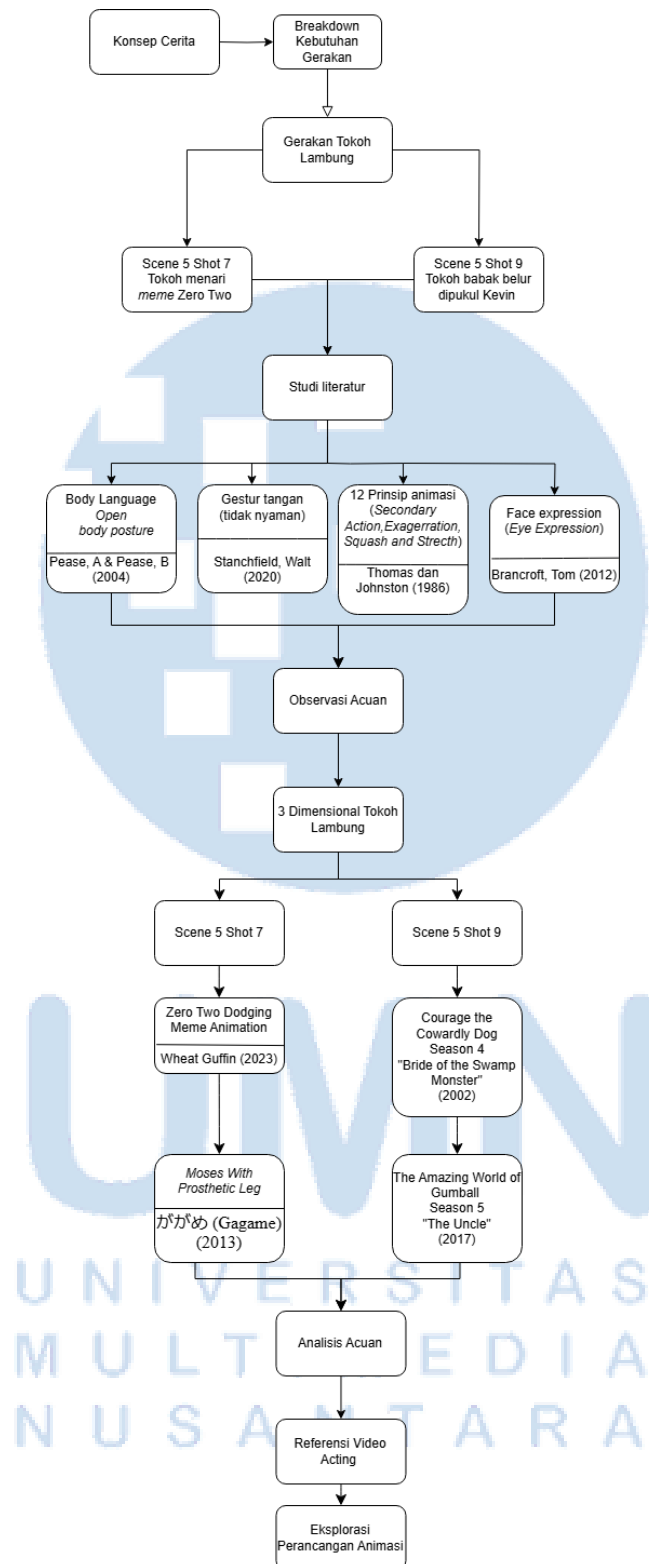 Konsep Cerita
Breakdown
Kebutuhan
Gerakan
Gerakan Tokoh
Lambung
Scene 5 Shot 7
Tokoh menari
meme Zero Two
Scene 5 Shot 9
Tokoh babak belur
dipukul Kevin
Studi literatur
Body Language
Open
body posture
Pease, A & Pease, B
(2004)
Gestur tangan
(tidak nyaman)
Stanchfield, Walt
(2020)
12 Prinsip animasi
(Secondary
Action,Exagerration,
Squash and Strecth)
Thomas dan
Johnston (1986)
Face expression
(Eye Expression)
Brancroft, Tom (2012)
Observasi Acuan
3 Dimensional Tokoh
Lambung
Scene 5 Shot 7
Scene 5 Shot 9
Zero Two Dodging
Meme Animation
Wheat Guffin (2023)
Courage the
Cowardly Dog
Season 4
"Bride of the Swamp
Monster"
(2002)
Moses With
Prosthetic Leg
ががめ (Gagame)
(2013)
The Amazing World of
Gumball
Season 5
"The Uncle"
(2017)
Analisis Acuan
Referensi Video
Acting
Eksplorasi
Perancangan Animasi
UMN
UNIVERSITAS
MULTIMEDIA
NUSANTARA